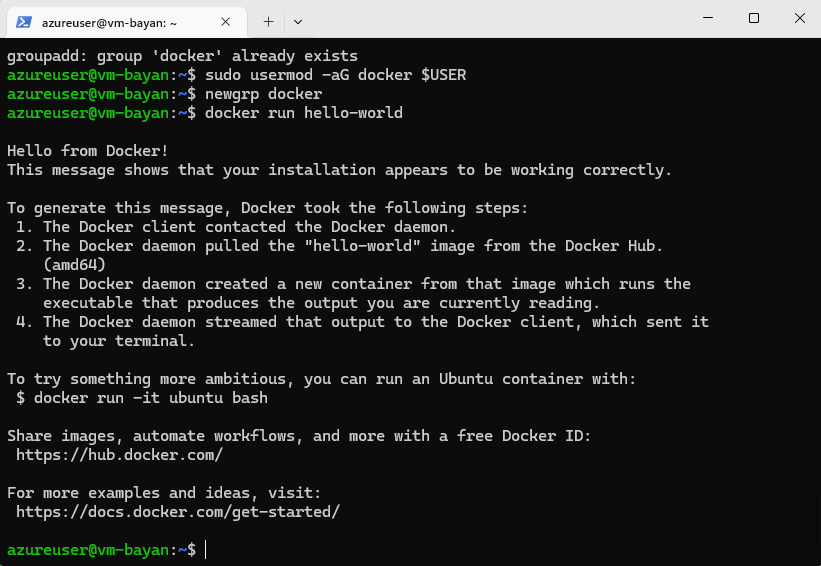 azureuser@vm-bayan: ~
groupadd: group 'docker' already exists
azureuser@vm-bayan:~$ sudo usermod -aG docker $USER
azureuser@vm-bayan:~$ newgrp docker
azureuser@vm-bayan:~$ docker run hello-world

Hello from Docker!
This message shows that your installation appears to be working correctly.

To generate this message, Docker took the following steps:
 1. The Docker client contacted the Docker daemon.
 2. The Docker daemon pulled the "hello-world" image from the Docker Hub.
    (amd64)
 3. The Docker daemon created a new container from that image which runs the
    executable that produces the output you are currently reading.
 4. The Docker daemon streamed that output to the Docker client, which sent it
    to your terminal.

To try something more ambitious, you can run an Ubuntu container with:
 $ docker run -it ubuntu bash

Share images, automate workflows, and more with a free Docker ID:
 https://hub.docker.com/

For more examples and ideas, visit:
 https://docs.docker.com/get-started/

azureuser@vm-bayan:~$